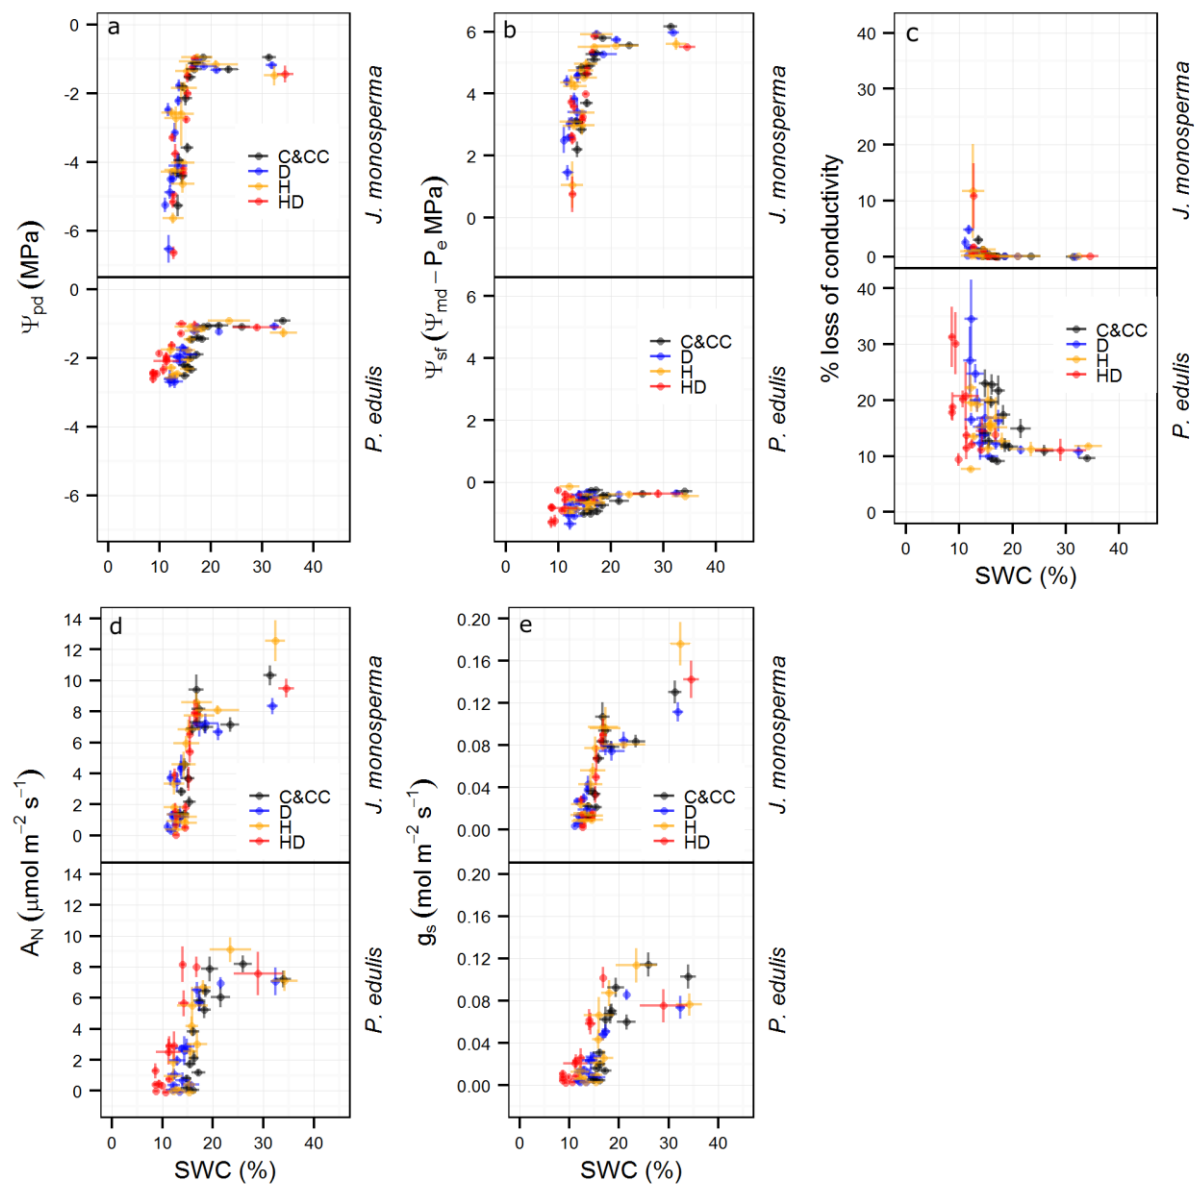 a
0
-2
-4
-6
C&CC
D
H
HD
J. monosperma
0
-2
-4
-6
P. edulis
Ψpd (MPa)
0 10 20 30 40
b
6
4
2
0
J. monosperma
6
4
2
0
C&CC
D
H
HD
P. edulis
Ψsf (Ψmd − Pe MPa)
0 10 20 30 40
c
40
30
20
10
0
J. monosperma
40
30
20
10
0
C&CC
D
H
HD
P. edulis
% loss of conductivity
0 10 20 30 40
SWC (%)
d
14
12
10
8
6
4
2
0
C&CC
D
H
HD
J. monosperma
14
12
10
8
6
4
2
0
P. edulis
AN (μmol m−2 s−1)
0 10 20 30 40
SWC (%)
e
0.20
0.16
0.12
0.08
0.04
0.00
C&CC
D
H
HD
J. monosperma
0.20
0.16
0.12
0.08
0.04
0.00
P. edulis
gs (mol m−2 s−1)
0 10 20 30 40
SWC (%)